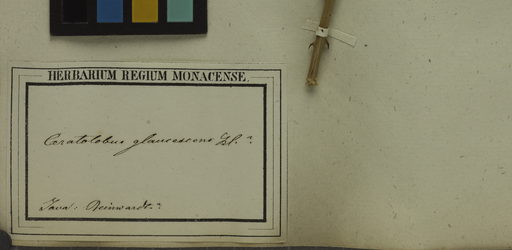 HERBARIUM REGIUM MONACENSE.
Ceratolobus glaucescens Bl.
Java: Reinwardt.